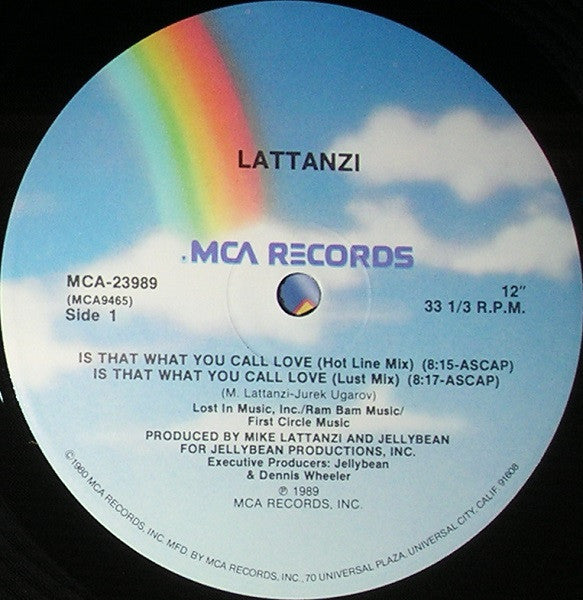 LATTANZI
MCA RECORDS
MCA-23989
(MCA9465)
Side 1
12"
33 1/3 R.P.M.
IS THAT WHAT YOU CALL LOVE (Hot Line Mix) (8:15-ASCAP)
IS THAT WHAT YOU CALL LOVE (Lust Mix) (8:17-ASCAP)
(M. Lattanzi-Jurek Ugarov)
Lost In Music, Inc./Ram Bam Music/
First Circle Music
PRODUCED BY MIKE LATTANZI AND JELLYBEAN
FOR JELLYBEAN PRODUCTIONS, INC.
Executive Producers: Jellybean
& Dennis Wheeler
℗ 1989
MCA RECORDS, INC.
©1980 MCA RECORDS, INC. MFD. BY MCA RECORDS, INC., 70 UNIVERSAL PLAZA, UNIVERSAL CITY, CALIF. 91608